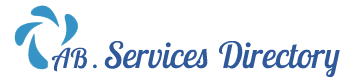 AB . Services Directory